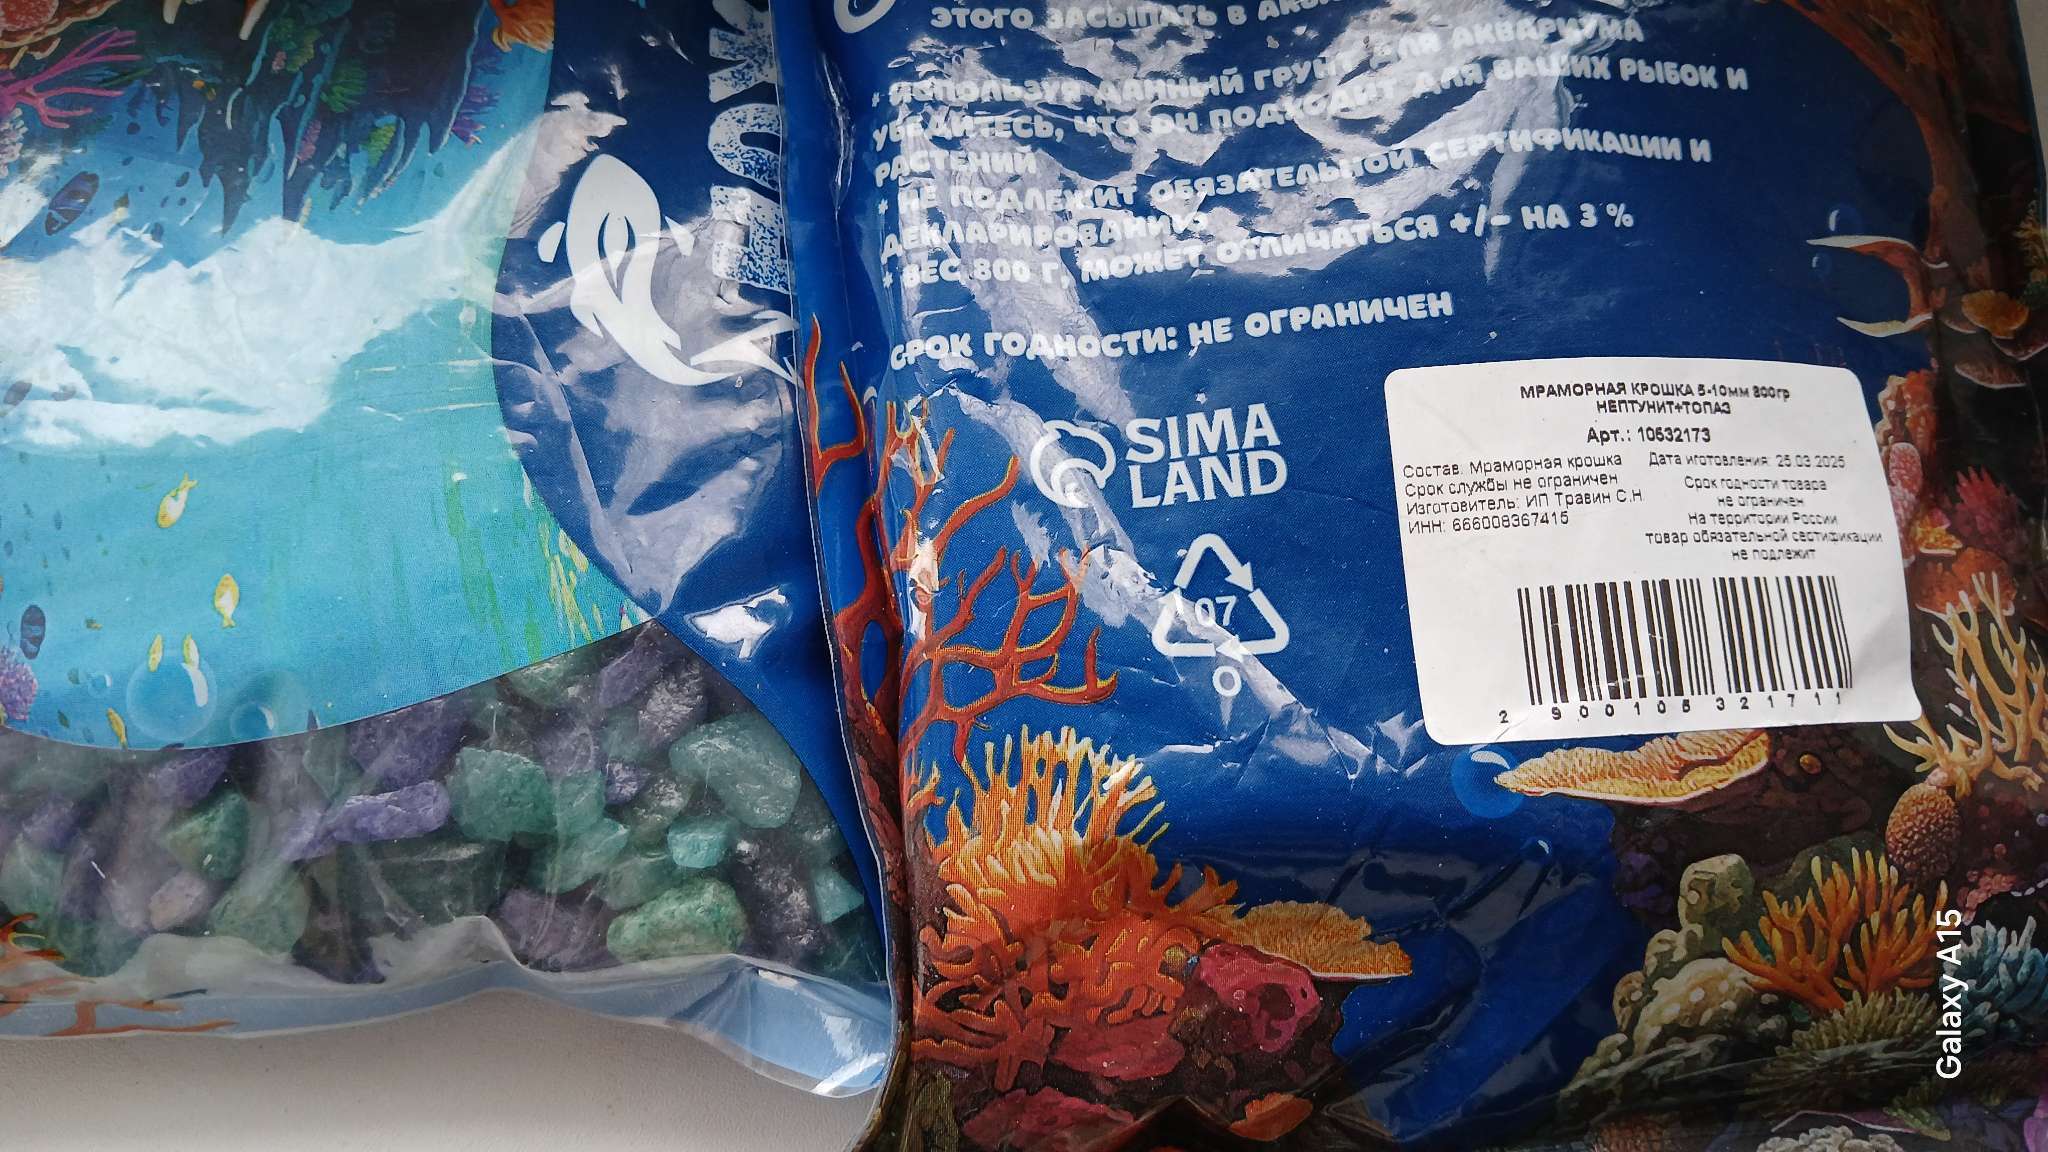 ЭТОГО ЗАСЫПАТЬ В
* ИСПОЛЬЗУЯ ДАННЫЙ ГРУНТ ДЛЯ АКВАРИУМА
УБЕДИТЕСЬ, ЧТО ОН ПОДХОДИТ ДЛЯ ВАШИХ РЫБОК И
РАСТЕНИЙ
* НЕ ПОДЛЕЖИТ ОБЯЗАТЕЛЬНОЙ СЕРТИФИКАЦИИ И
ДЕКЛАРИРОВАНИЮ
* ВЕС 800 Г, МОЖЕТ ОТЛИЧАТЬСЯ +/- НА 3 %
СРОК ГОДНОСТИ: НЕ ОГРАНИЧЕН
SIMA
LAND
07
O
МРАМОРНАЯ КРОШКА 5-10мм 800гр
НЕПТУНИТ+ТОПАЗ
Арт.: 10532173
Состав: Мраморная крошка
Срок службы не ограничен
Изготовитель: ИП Травин С.Н
ИНН: 666008367415
Дата иготовления: 25.03.2025
Срок годности товара
не ограничен
На территории России
товар обязательной сестификации
не подлежит
2 900105 321711
Galaxy A15